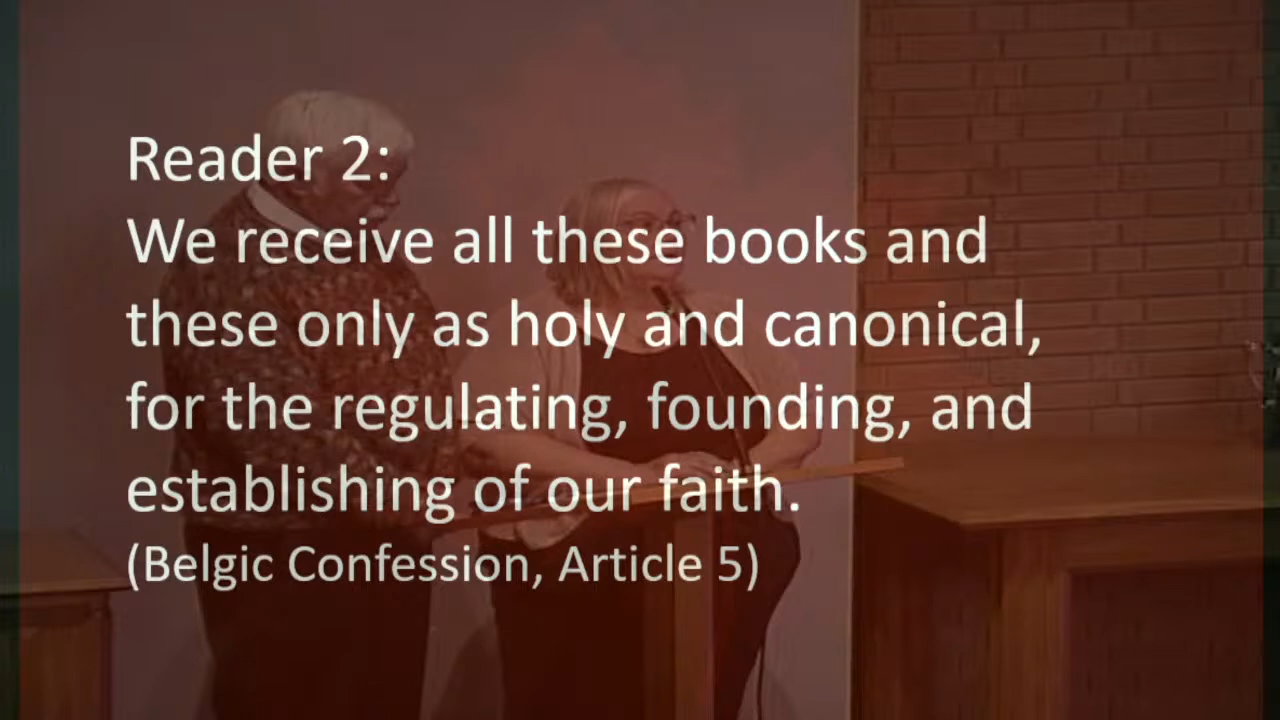 Reader 2:
We receive all these books and
these only as holy and canonical,
for the regulating, founding, and
establishing of our faith.
(Belgic Confession, Article 5)